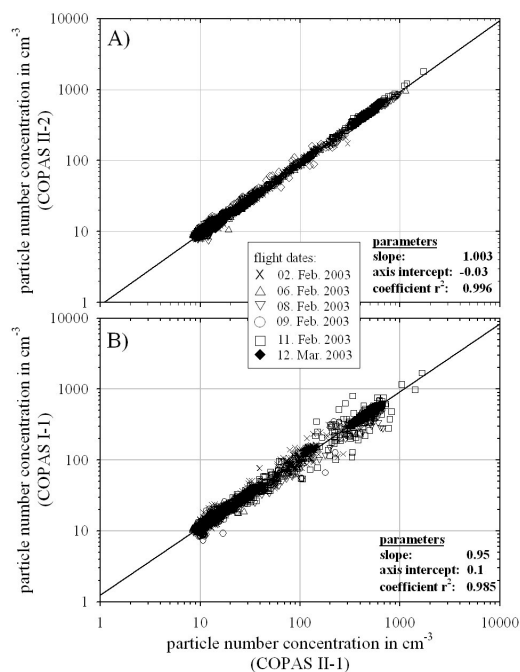 A)
10000
1000
100
10
1
particle number concentration in cm-3
(COPAS II-2)
parameters
slope: 1.003
axis intercept: -0.03
coefficient r2: 0.996
flight dates:
02. Feb. 2003
06. Feb. 2003
08. Feb. 2003
09. Feb. 2003
11. Feb. 2003
12. Mar. 2003
B)
10000
1000
100
10
1
particle number concentration in cm-3
(COPAS I-1)
parameters
slope: 0.95
axis intercept: 0.1
coefficient r2: 0.985
1 10 100 1000 10000
particle number concentration in cm-3
(COPAS II-1)